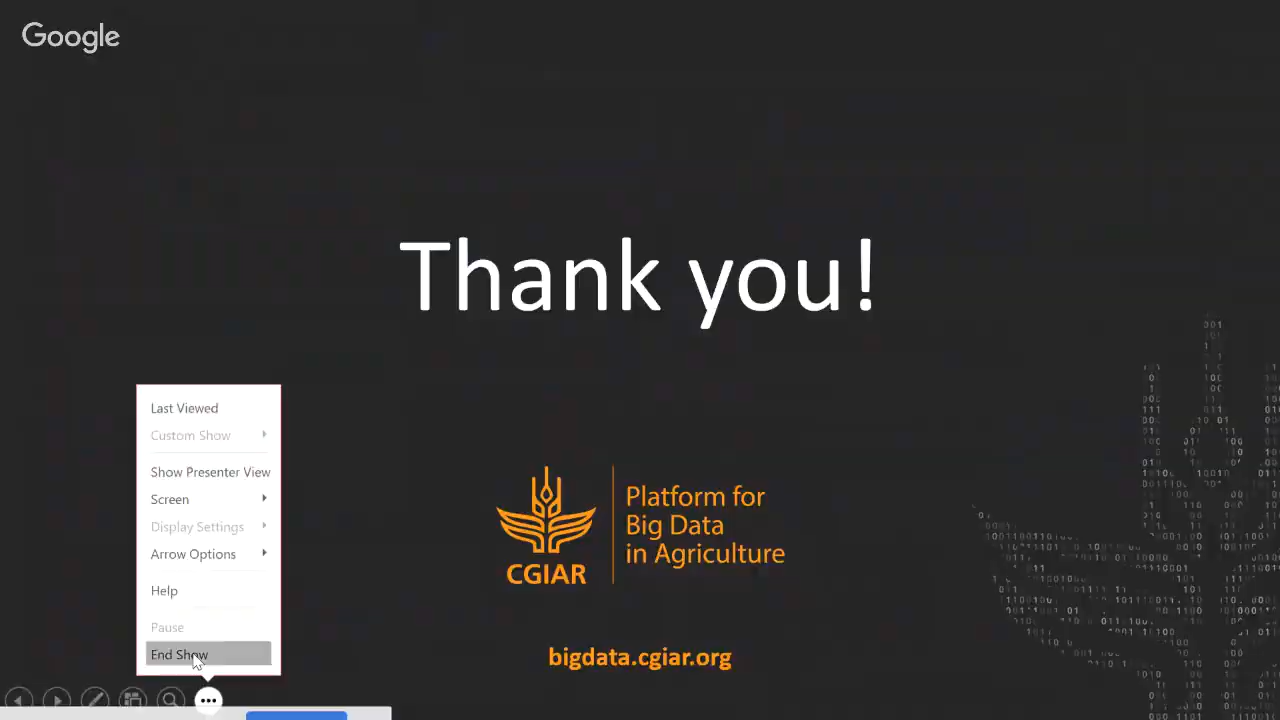 Google
Thank you!
Last Viewed
Custom Show
Show Presenter View
Screen
Display Settings
Arrow Options
Help
Pause
End Show
Platform for
Big Data
in Agriculture
CGIAR
bigdata.cgiar.org